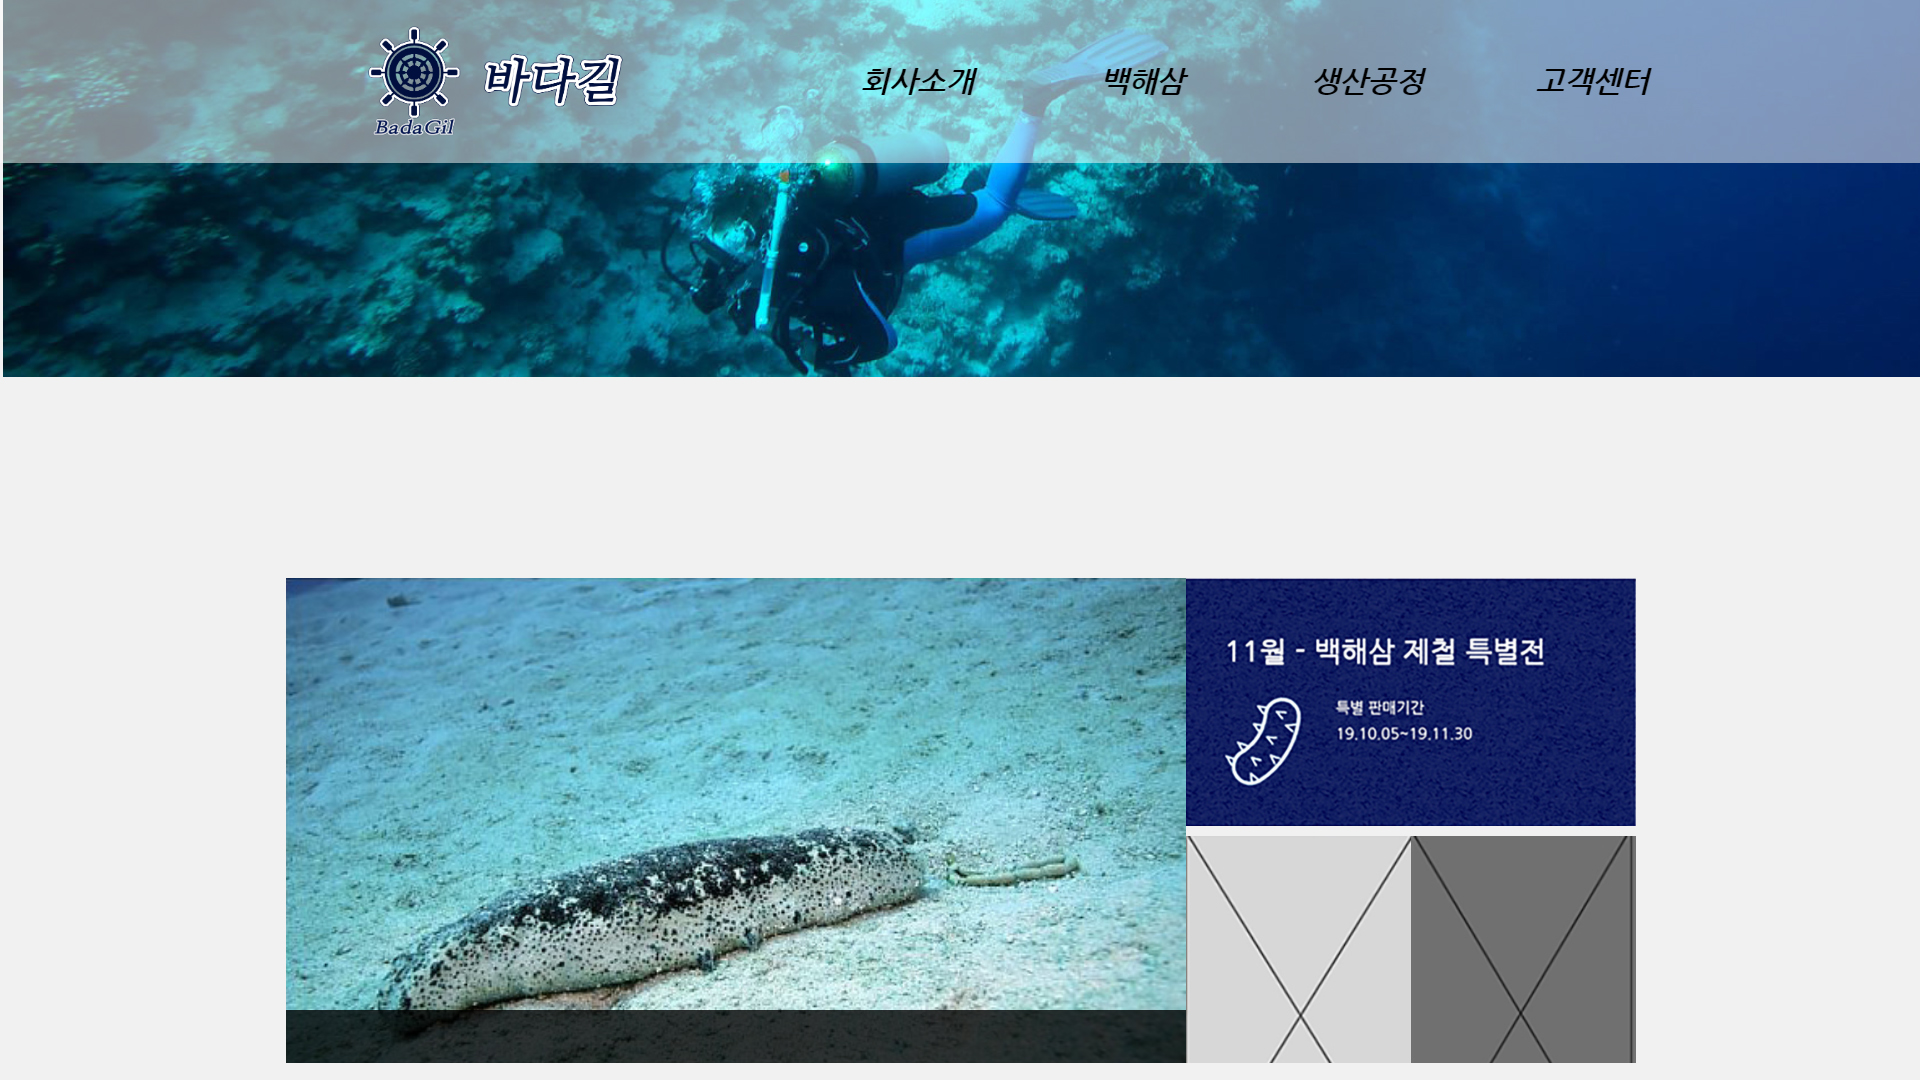 바다길
BadaGil
회사소개
백해삼
생산공정
고객센터
11월 - 백해삼 제철 특별전
특별 판매기간
19.10.05~19.11.30